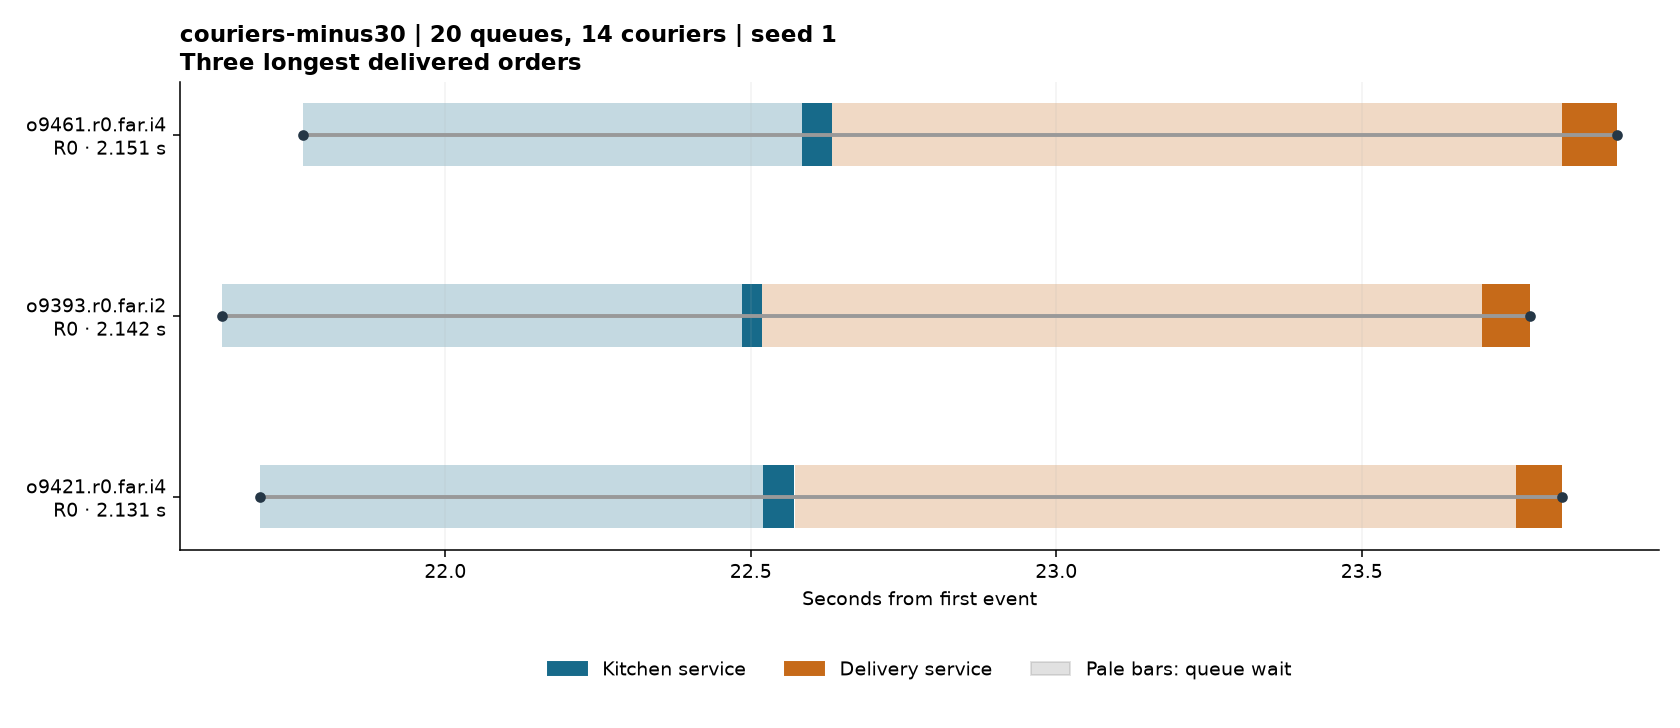 couriers-minus30 | 20 queues, 14 couriers | seed 1
Three longest delivered orders
o9461.r0.far.i4
R0 · 2.151 s
o9393.r0.far.i2
R0 · 2.142 s
o9421.r0.far.i4
R0 · 2.131 s
22.0 22.5 23.0 23.5
Seconds from first event
Kitchen service Delivery service Pale bars: queue wait